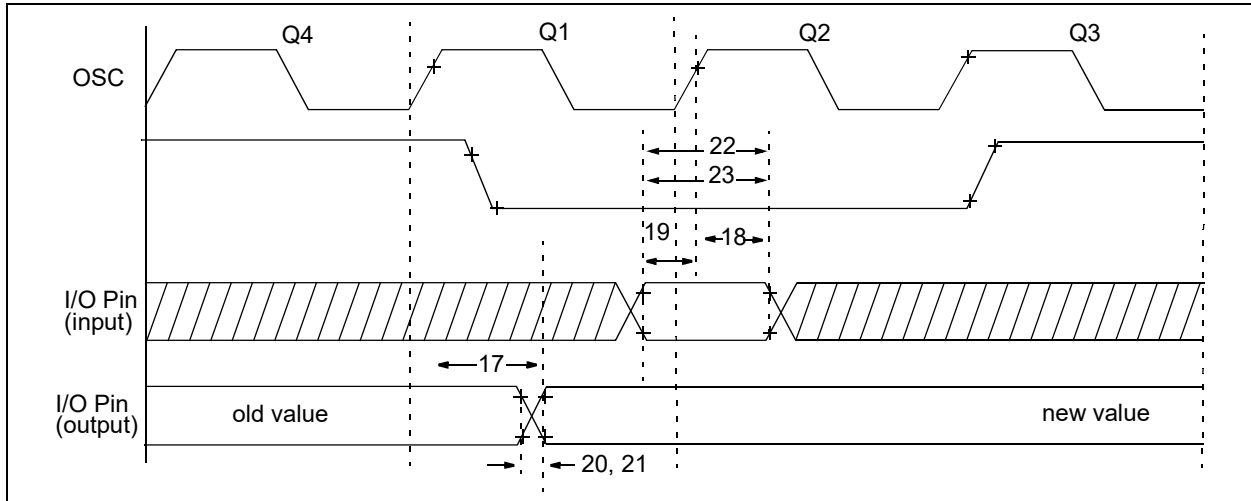 Q4
Q1
Q2
Q3
OSC
22
23
19
18
I/O Pin
(input)
17
I/O Pin
(output)
old value
new value
20, 21